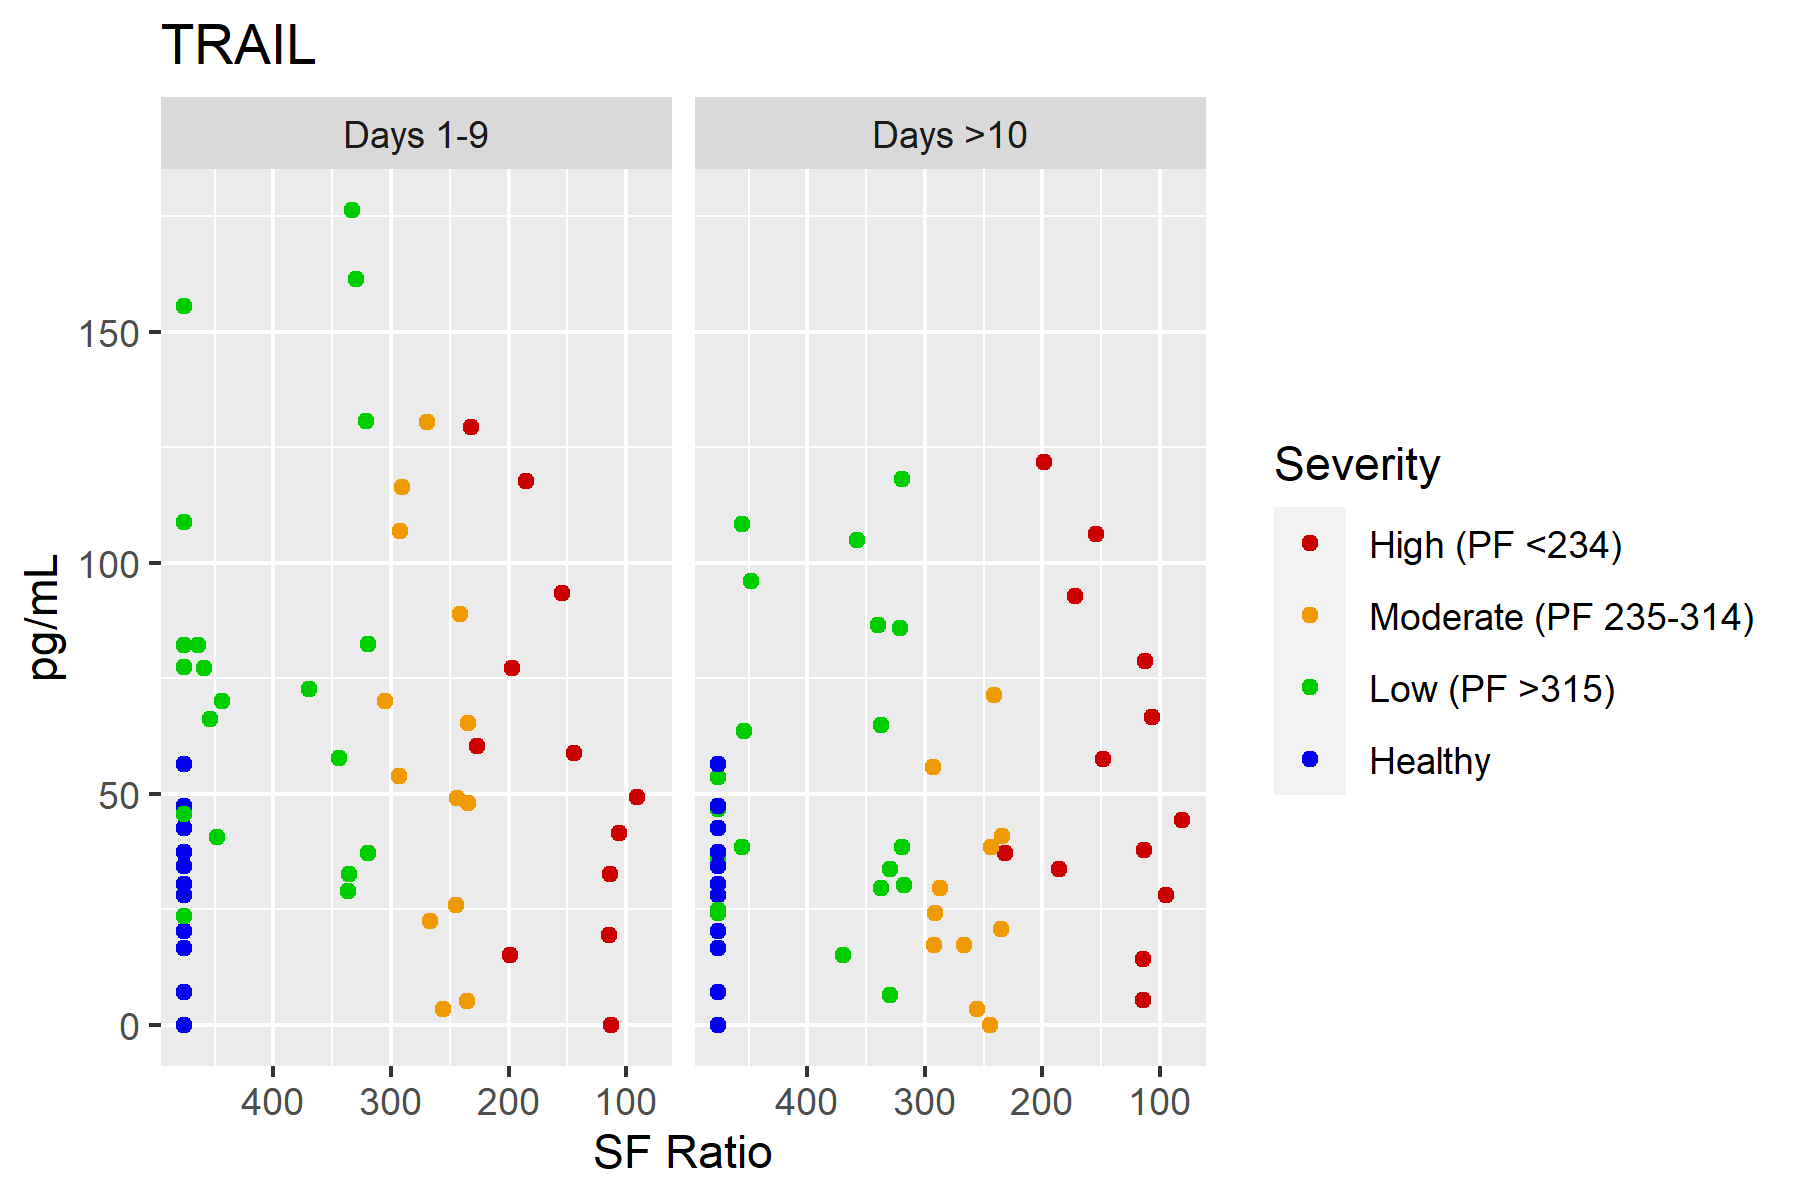 TRAIL
Days 1-9
Days >10
150
100
50
0
pg/mL
400 300 200 100
400 300 200 100
SF Ratio
Severity
High (PF <234)
Moderate (PF 235-314)
Low (PF >315)
Healthy